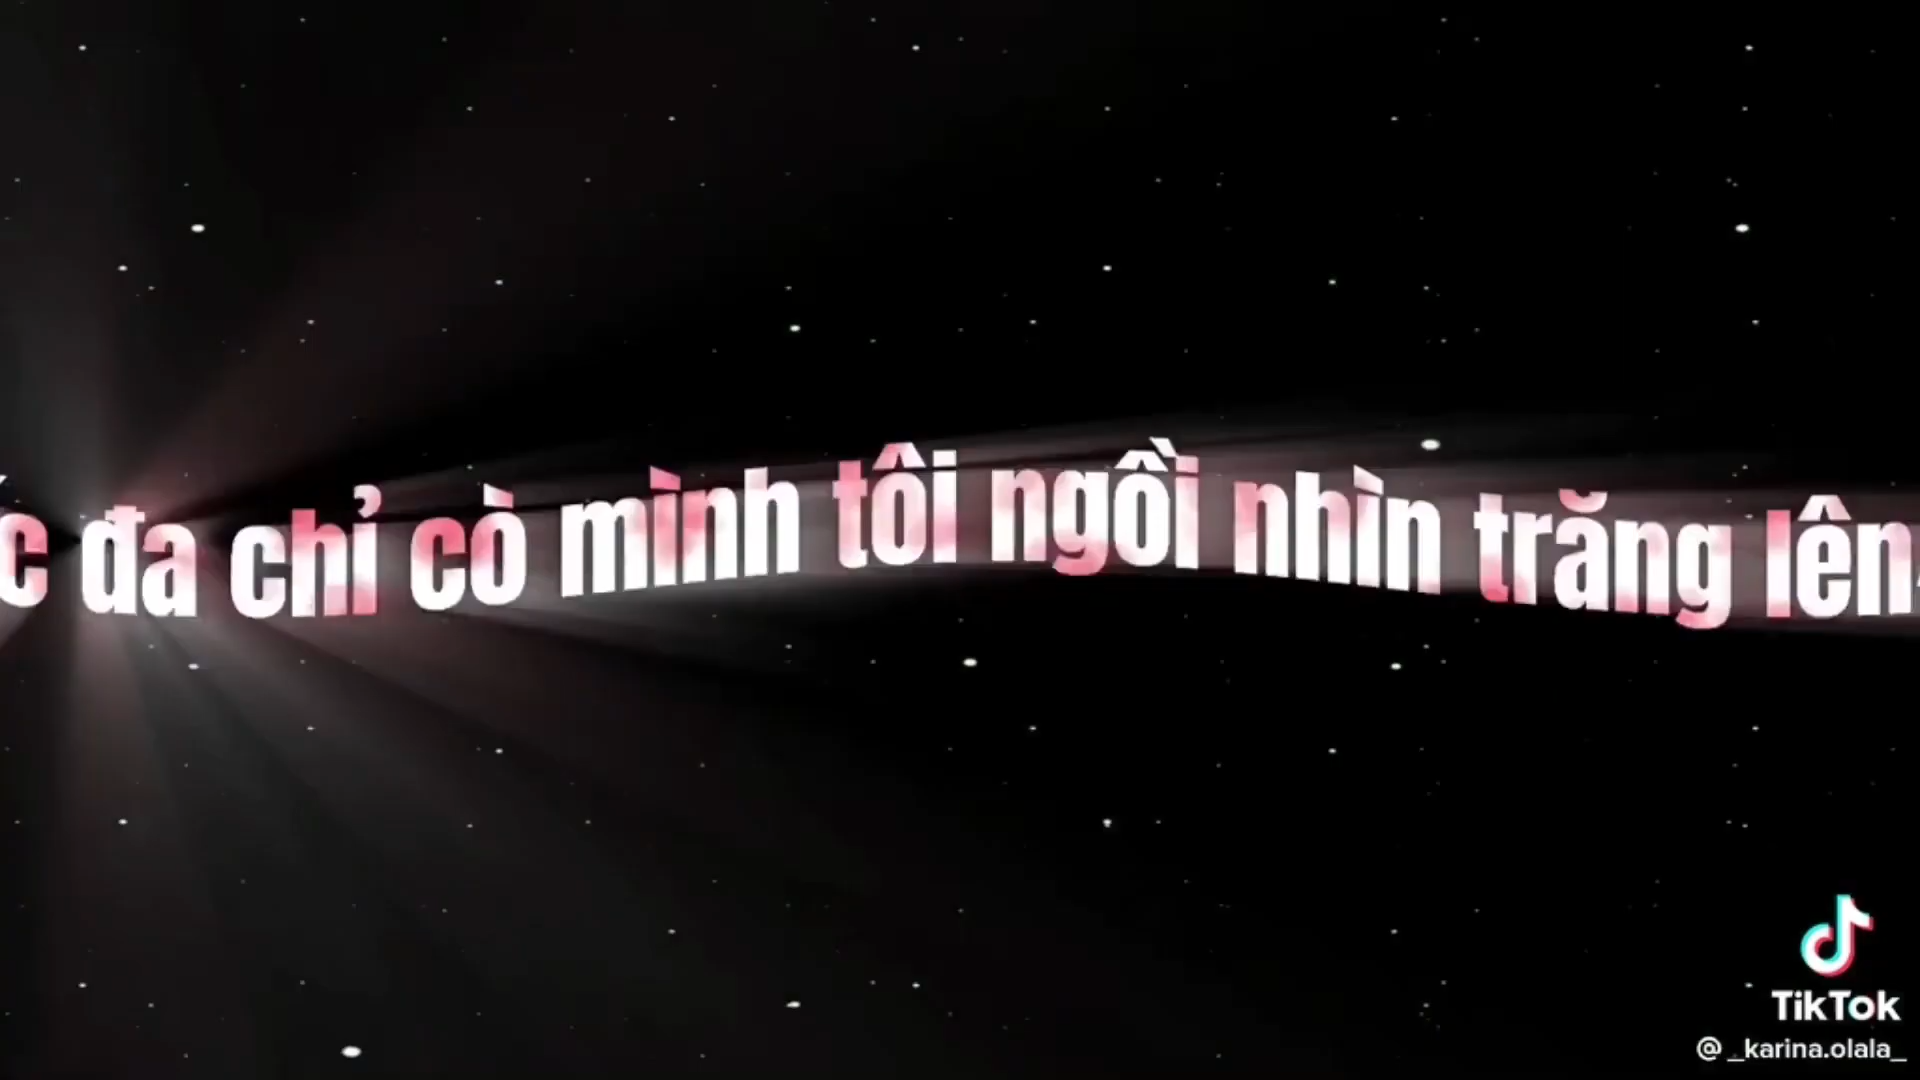 đa chỉ cò mình tôi ngồi nhìn trăng lên
TikTok
@_karina.olala_